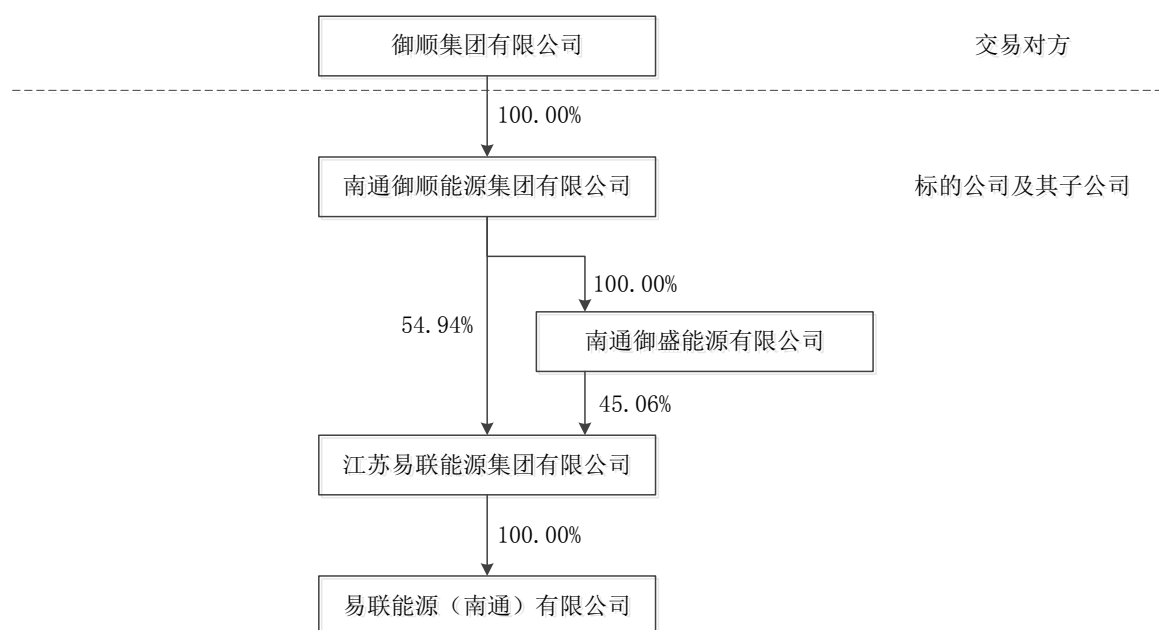 御顺集团有限公司
交易对方
100.00%
南通御顺能源集团有限公司
标的公司及其子公司
100.00%
54.94%
南通御盛能源有限公司
45.06%
江苏易联能源集团有限公司
100.00%
易联能源（南通）有限公司